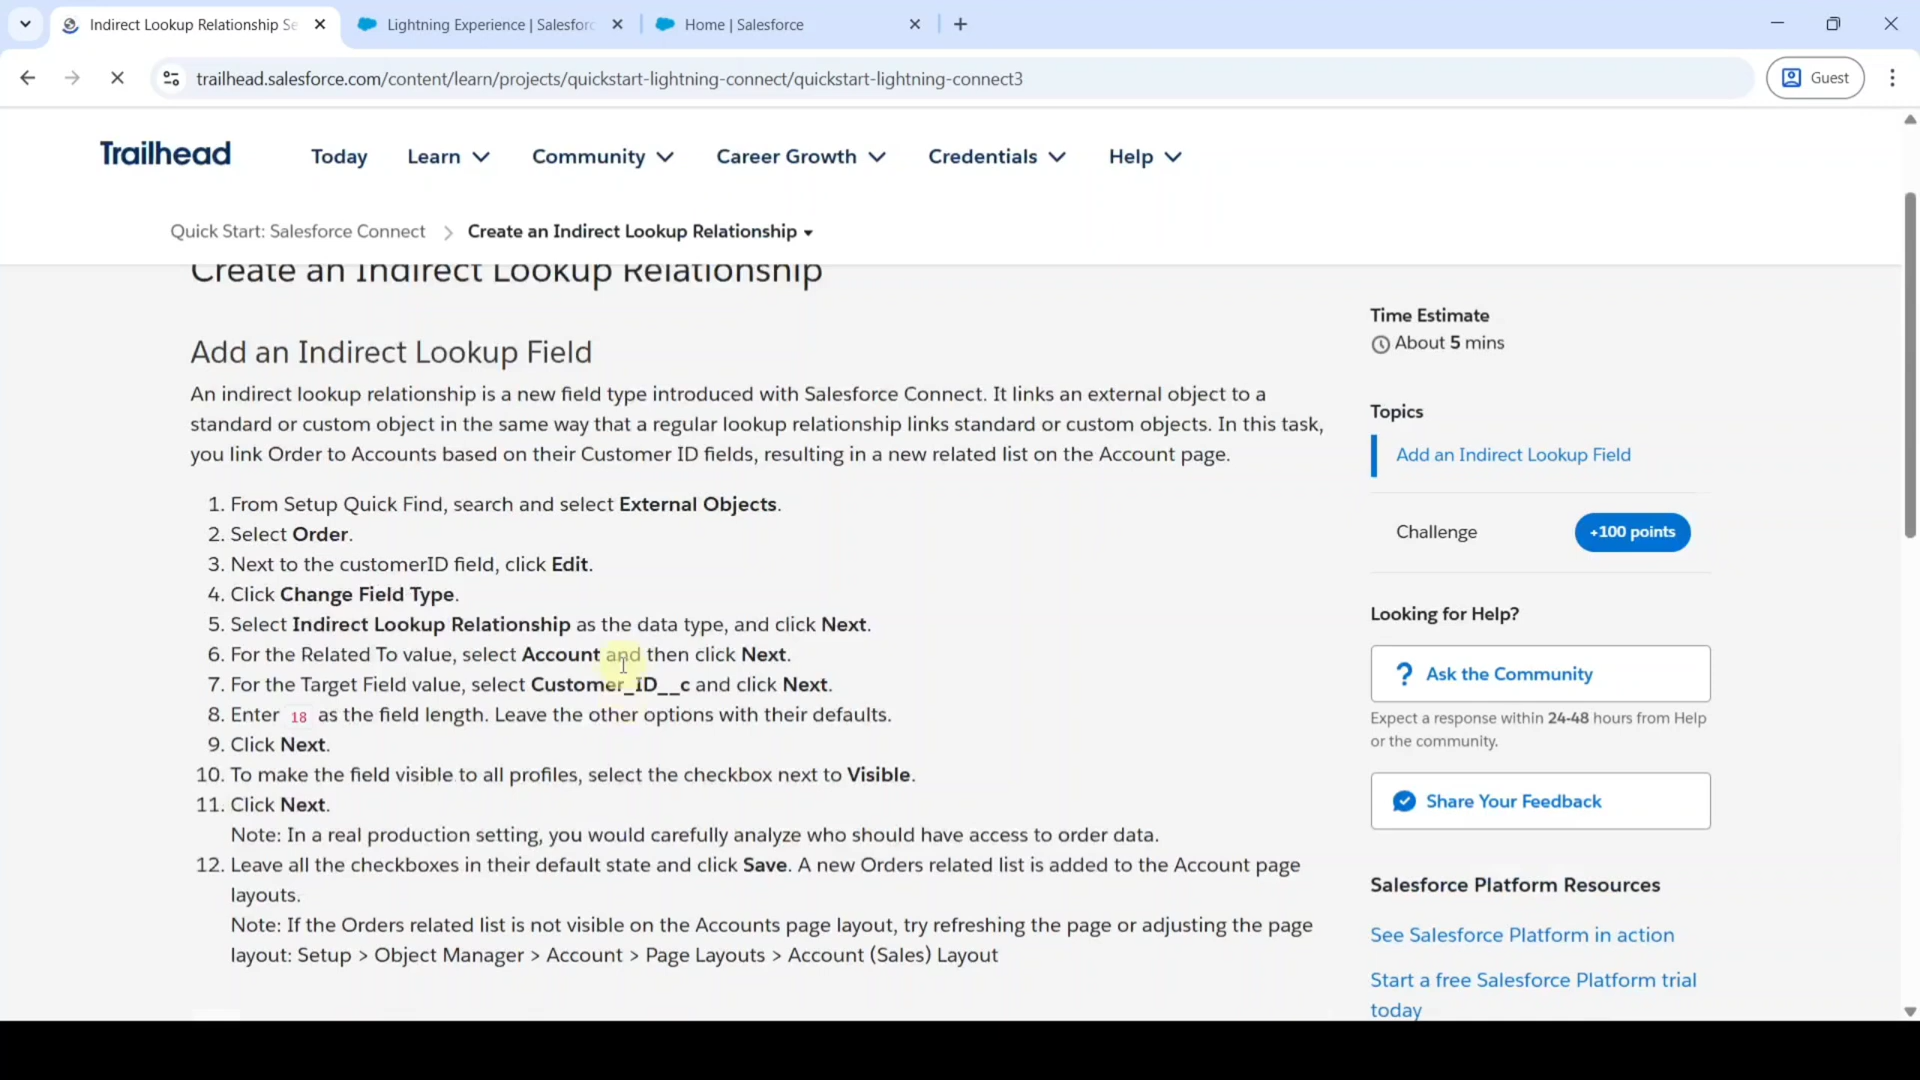 Indirect Lookup Relationship Se
Lightning Experience | Salesforc
Home | Salesforce
trailhead.salesforce.com/content/learn/projects/quickstart-lightning-connect/quickstart-lightning-connect3
Guest
Trailhead
Today
Learn
Community
Career Growth
Credentials
Help
Quick Start: Salesforce Connect
Create an Indirect Lookup Relationship
Create an Indirect Lookup Relationship
Add an Indirect Lookup Field
An indirect lookup relationship is a new field type introduced with Salesforce Connect. It links an external object to a
standard or custom object in the same way that a regular lookup relationship links standard or custom objects. In this task,
you link Order to Accounts based on their Customer ID fields, resulting in a new related list on the Account page.
1. From Setup Quick Find, search and select External Objects.
2. Select Order.
3. Next to the customerID field, click Edit.
4. Click Change Field Type.
5. Select Indirect Lookup Relationship as the data type, and click Next.
6. For the Related To value, select Account and then click Next.
7. For the Target Field value, select Customer_ID__c and click Next.
8. Enter 18 as the field length. Leave the other options with their defaults.
9. Click Next.
10. To make the field visible to all profiles, select the checkbox next to Visible.
11. Click Next.
Note: In a real production setting, you would carefully analyze who should have access to order data.
12. Leave all the checkboxes in their default state and click Save. A new Orders related list is added to the Account page
layouts.
Note: If the Orders related list is not visible on the Accounts page layout, try refreshing the page or adjusting the page
layout: Setup > Object Manager > Account > Page Layouts > Account (Sales) Layout
Time Estimate
About 5 mins
Topics
Add an Indirect Lookup Field
Challenge
+100 points
Looking for Help?
Ask the Community
Expect a response within 24-48 hours from Help
or the community.
Share Your Feedback
Salesforce Platform Resources
See Salesforce Platform in action
Start a free Salesforce Platform trial
today